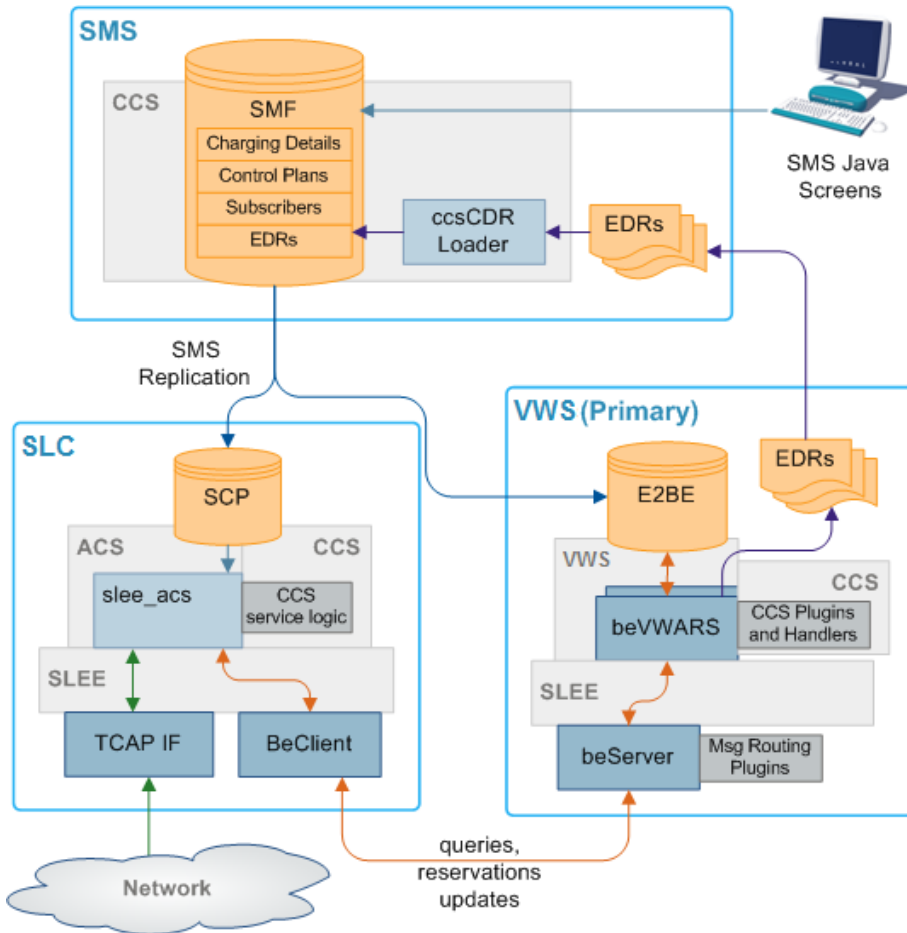 SMS
CCS
SMF
Charging Details
Control Plans
Subscribers
EDRs
ccsCDR
Loader
EDRs
GLOBAL
SMS Java
Screens
SMS
Replication
SLC
SCP
ACS
CCS
slee_acs
CCS
service logic
SLEE
TCAP IF
BeClient
Network
VWS (Primary)
E2BE
EDRs
VWS
CCS
beVWARS
CCS Plugins
and Handlers
SLEE
beServer
Msg Routing
Plugins
queries,
reservations
updates